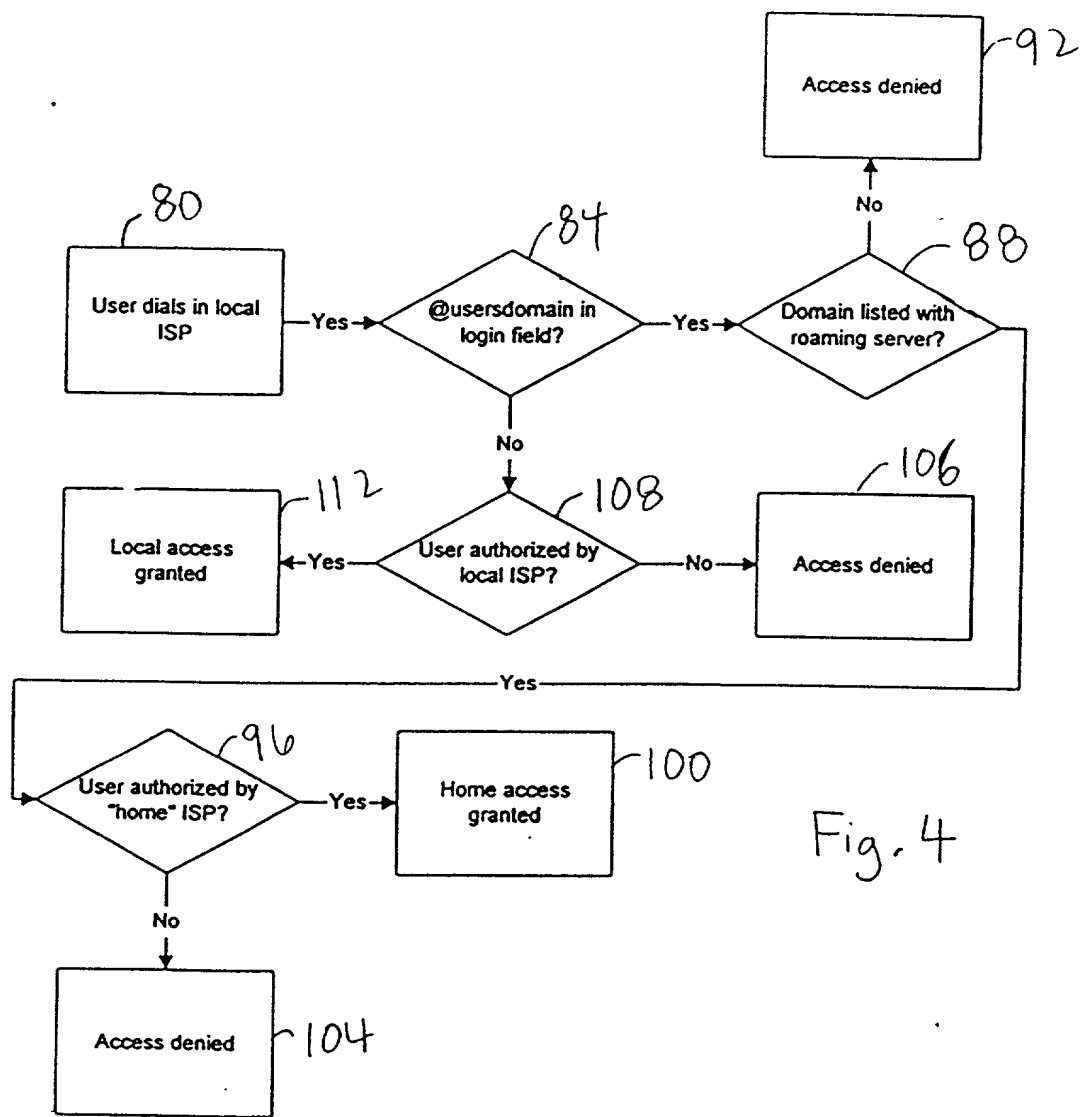 92
Access denied
No
80
84
88
User dials in local
ISP
Yes
@usersdomain in
login field?
Yes
Domain listed with
roaming server?
No
112
108
106
Local access
granted
Yes
User authorized by
local ISP?
No
Access denied
Yes
96
100
User authorized by
"home" ISP?
Yes
Home access
granted
Fig. 4
No
Access denied
104